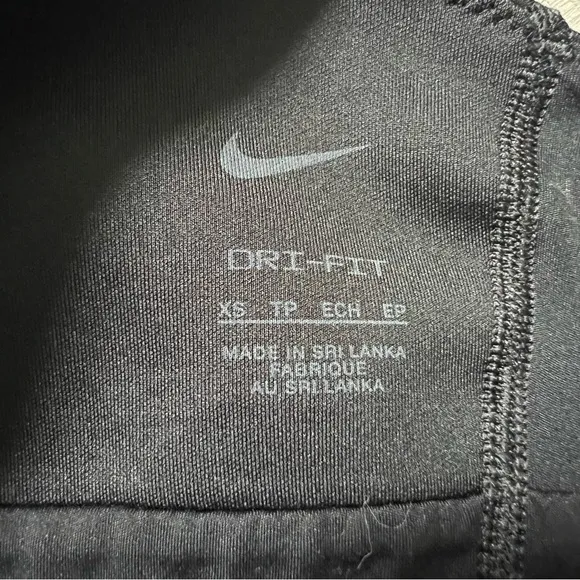 DRI-FIT
XS TP ECH EP
MADE IN SRI LANKA
FABRIQUE
AU SRI LANKA